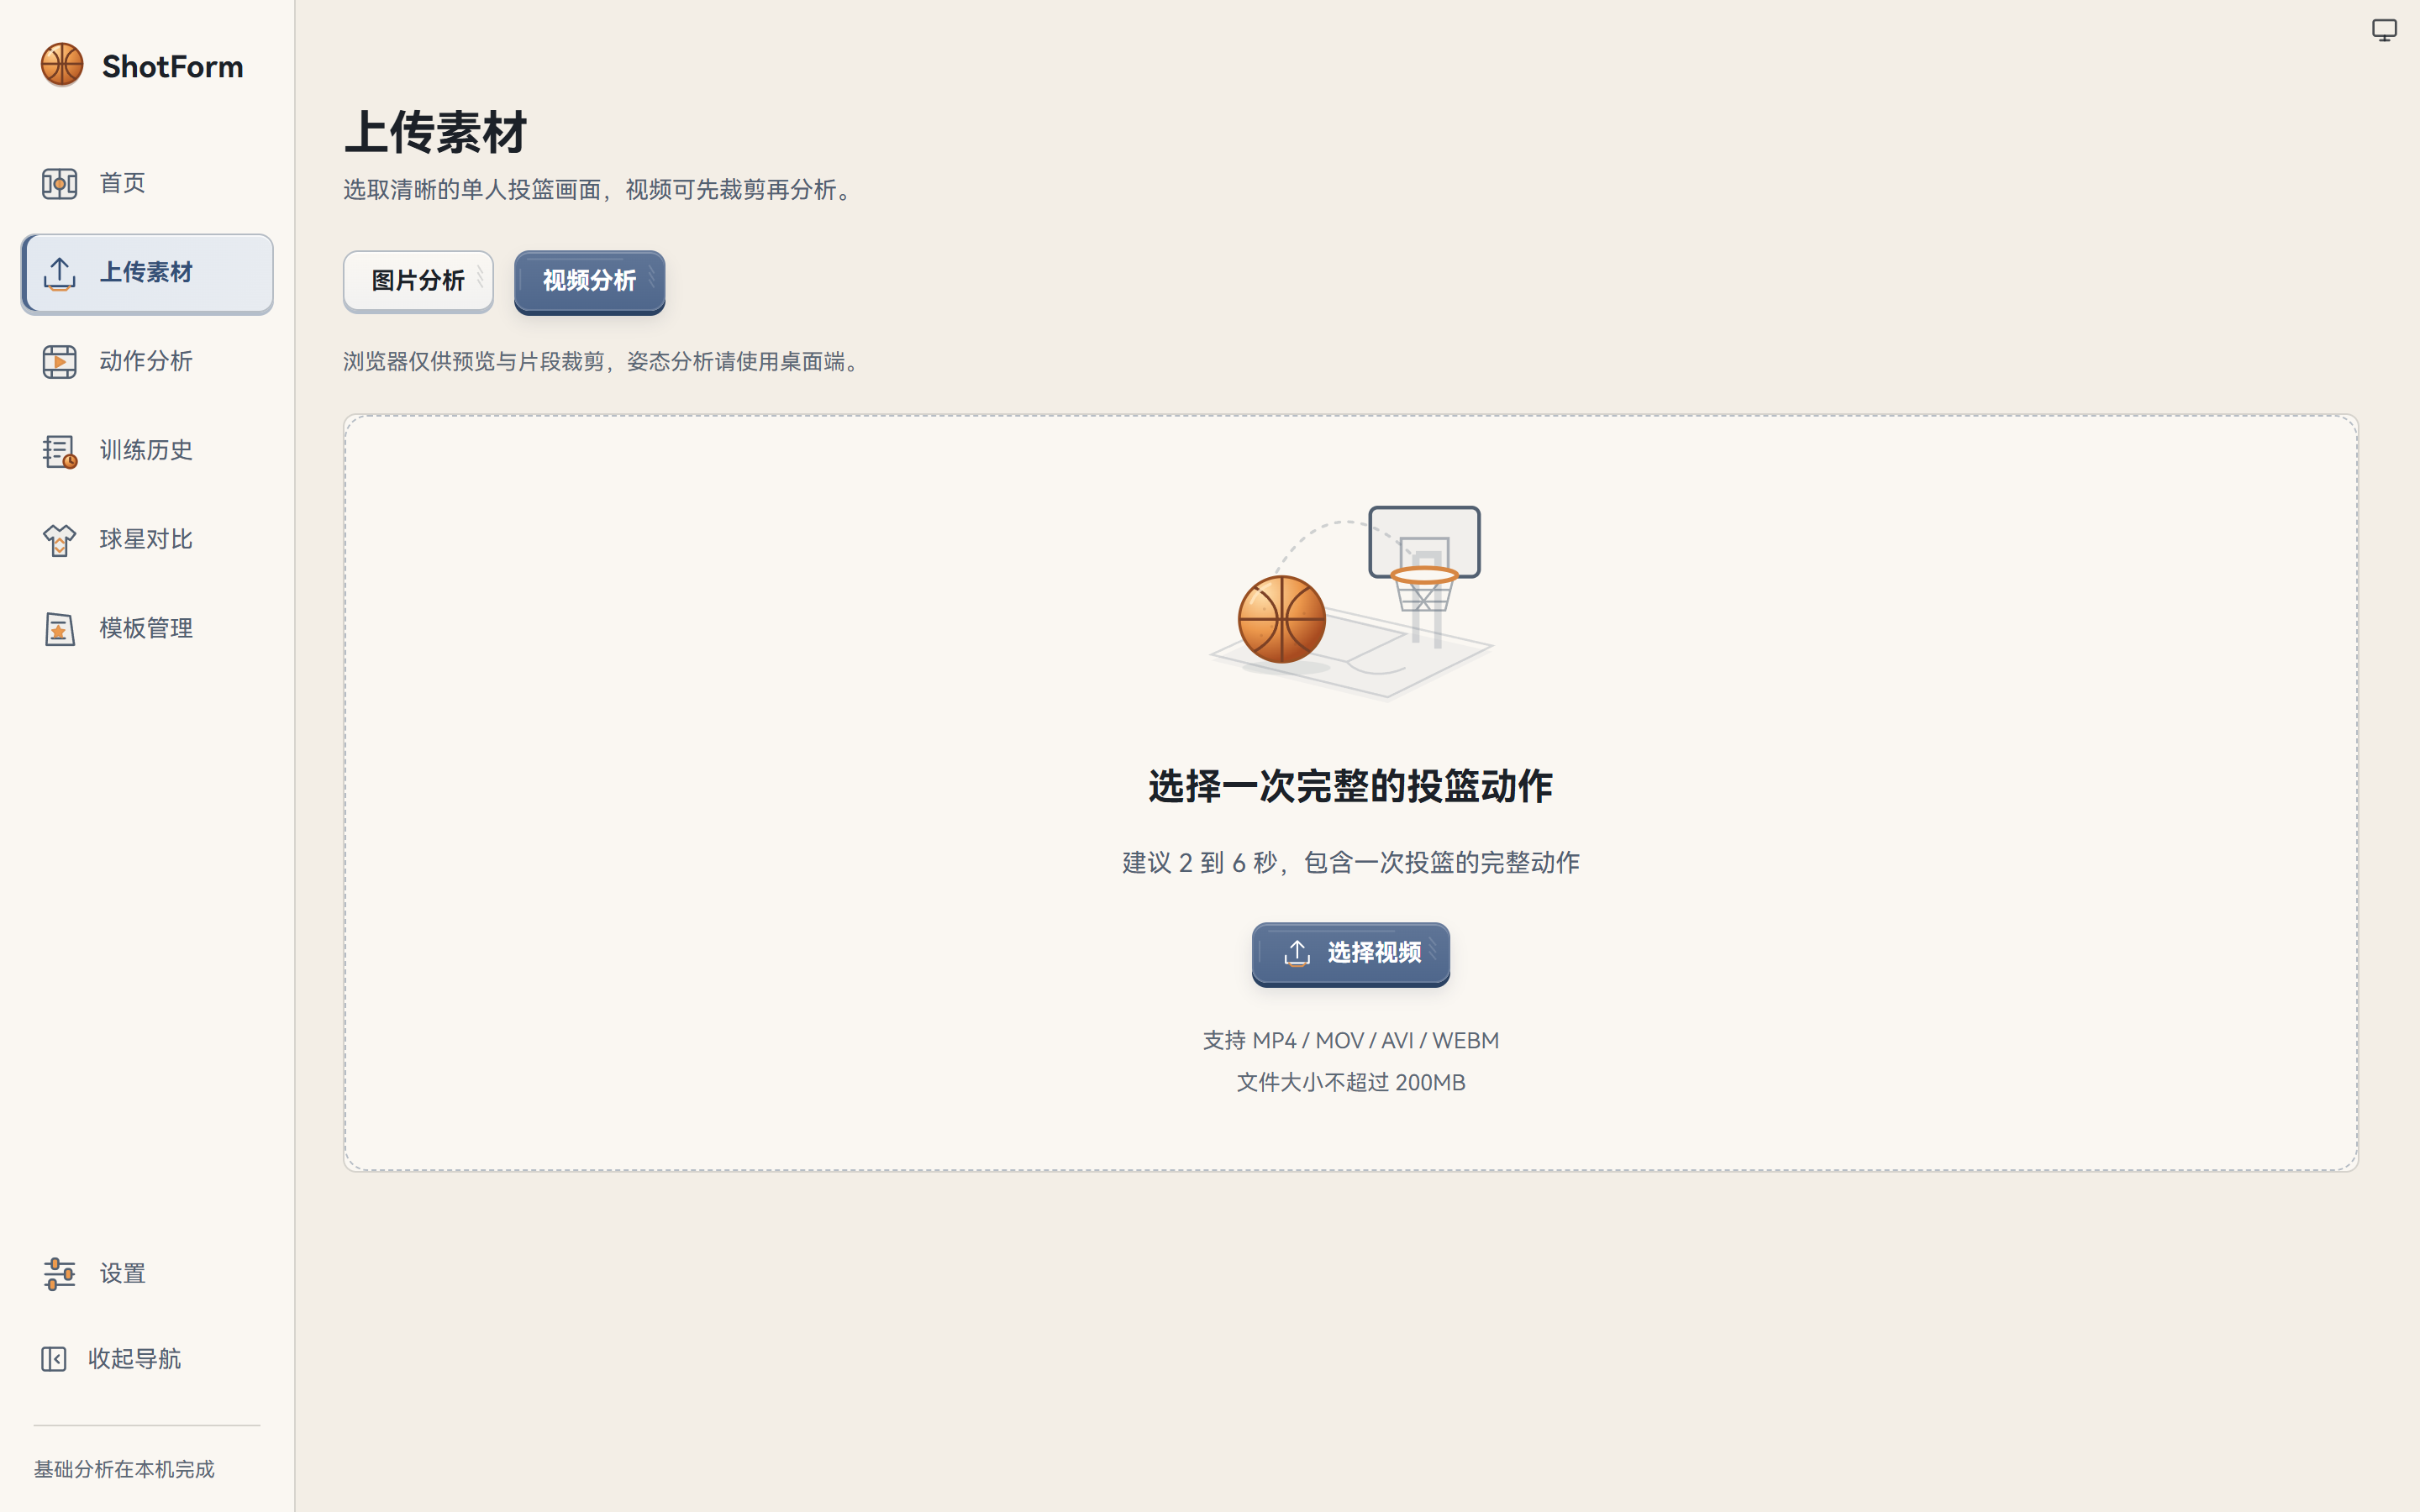 ShotForm
首页
上传素材
动作分析
训练历史
球星对比
模板管理
设置
收起导航
基础分析在本机完成
上传素材
选取清晰的单人投篮画面，视频可先裁剪再分析。
图片分析
视频分析
浏览器仅供预览与片段裁剪，姿态分析请使用桌面端。
选择一次完整的投篮动作
建议 2 到 6 秒，包含一次投篮的完整动作
选择视频
支持 MP4 / MOV / AVI / WEBM
文件大小不超过 200MB